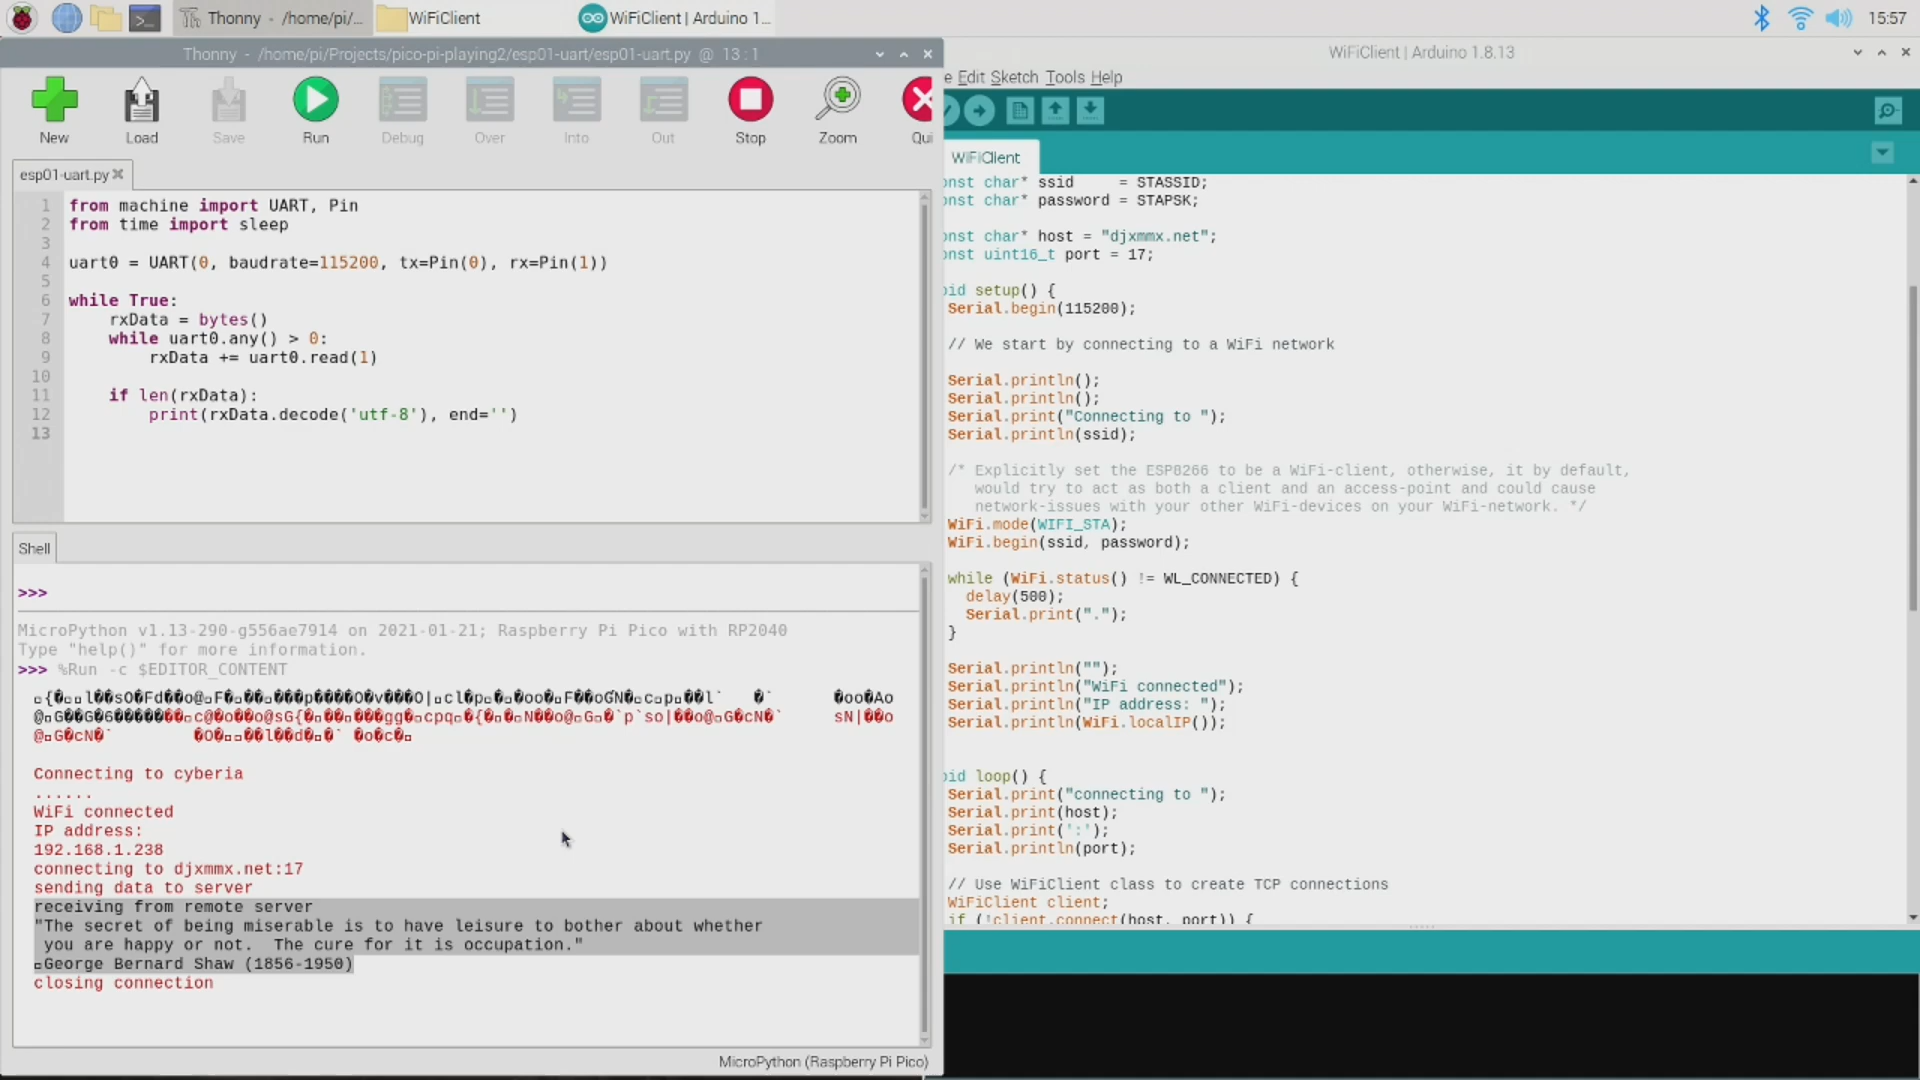 Thonny - /home/pi/...
WiFiClient
WiFiClient | Arduino 1...
15:57
Thonny - /home/pi/Projects/pico-pi-playing2/esp01-uart/esp01-uart.py @ 13:1
New
Load
Save
Run
Debug
Over
Into
Out
Stop
Zoom
Qui
esp01-uart.py
1 from machine import UART, Pin
2 from time import sleep
3
4 uart0 = UART(0, baudrate=115200, tx=Pin(0), rx=Pin(1))
5
6 while True:
7 rxData = bytes()
8 while uart0.any() > 0:
9 rxData += uart0.read(1)
10
11 if len(rxData):
12 print(rxData.decode('utf-8'), end='')
13
Shell
>>>
MicroPython v1.13-290-g556ae7914 on 2021-01-21; Raspberry Pi Pico with RP2040
Type "help()" for more information.
>>> %Run -c $EDITOR_CONTENT
Connecting to cyberia
......
WiFi connected
IP address:
192.168.1.238
connecting to djxmmx.net:17
sending data to server
receiving from remote server
"The secret of being miserable is to have leisure to bother about whether
you are happy or not.  The cure for it is occupation."
George Bernard Shaw (1856-1950)
closing connection
MicroPython (Raspberry Pi Pico)
WiFiClient | Arduino 1.8.13
e Edit Sketch Tools Help
WiFiClient
onst char* ssid = STASSID;
onst char* password = STAPSK;
onst char* host = "djxmmx.net";
onst uint16_t port = 17;
oid setup() {
Serial.begin(115200);
// We start by connecting to a WiFi network
Serial.println();
Serial.println();
Serial.print("Connecting to ");
Serial.println(ssid);
/* Explicitly set the ESP8266 to be a WiFi-client, otherwise, it by default,
would try to act as both a client and an access-point and could cause
network-issues with your other WiFi-devices on your WiFi-network. */
WiFi.mode(WIFI_STA);
WiFi.begin(ssid, password);
while (WiFi.status() != WL_CONNECTED) {
delay(500);
Serial.print(".");
}
Serial.println("");
Serial.println("WiFi connected");
Serial.println("IP address: ");
Serial.println(WiFi.localIP());
oid loop() {
Serial.print("connecting to ");
Serial.print(host);
Serial.print(':');
Serial.println(port);
// Use WiFiClient class to create TCP connections
WiFiClient client;
if (!client.connect(host, port)) {